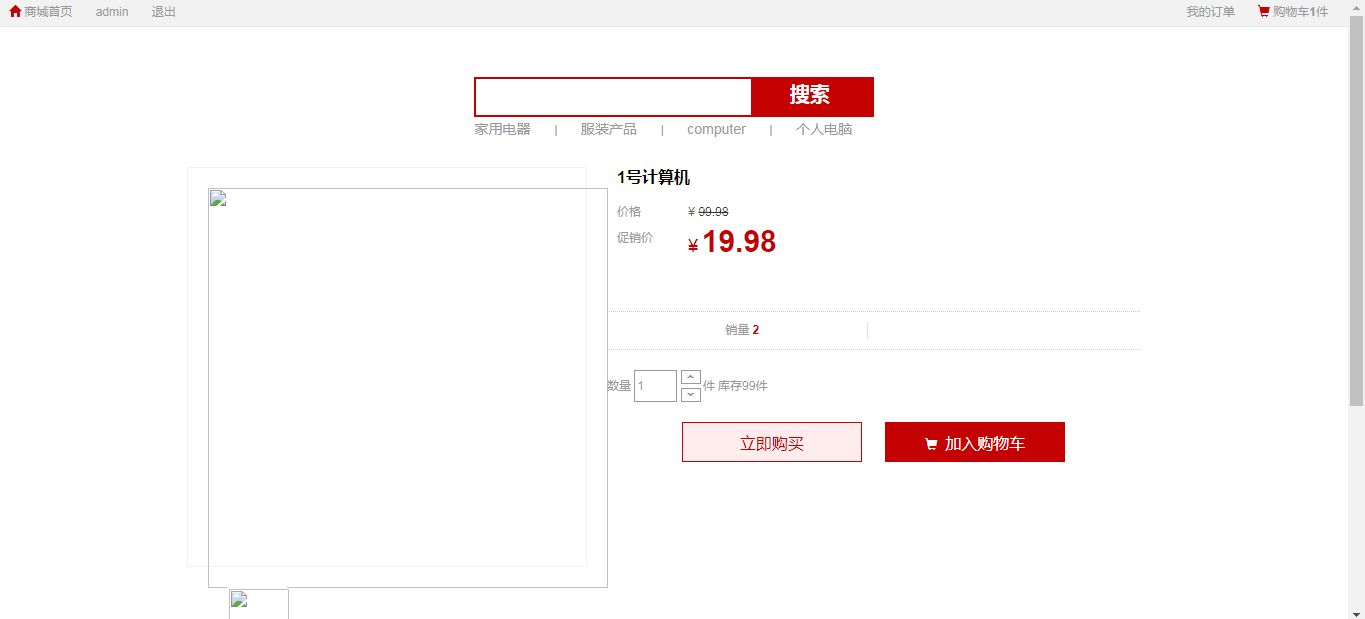 商城首页 admin 退出 我的订单 购物车1件
搜索
家用电器 | 服装产品 | computer | 个人电脑
1号计算机
价格 ¥ 99.98
促销价 ¥ 19.98
销量 2
数量 1 件 库存99件
立即购买 加入购物车